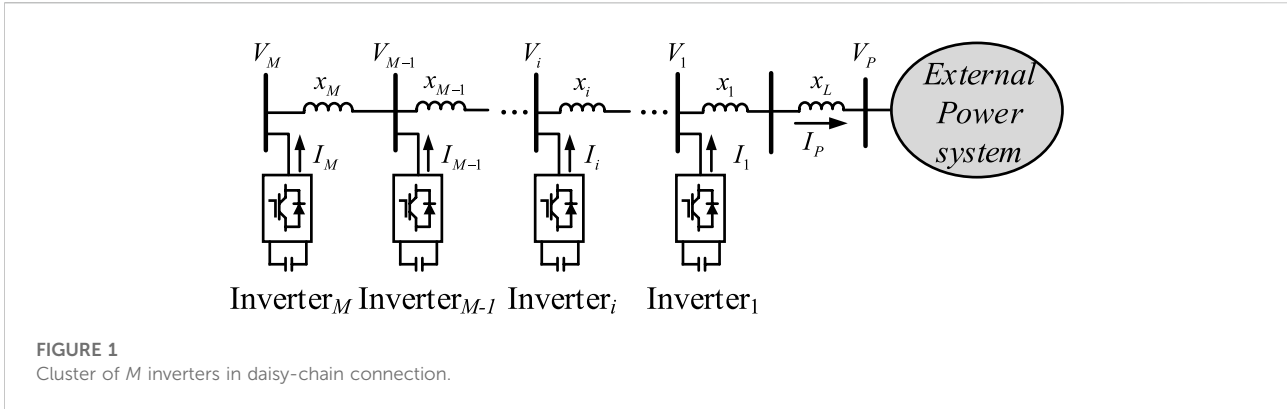 V_M V_{M-1} V_i V_1 V_P
x_M x_{M-1} x_i x_1 x_L
... ...
External
Power
system
I_M I_{M-1} I_i I_1 I_P
Inverter_M Inverter_{M-1} Inverter_i Inverter_1
FIGURE 1
Cluster of M inverters in daisy-chain connection.